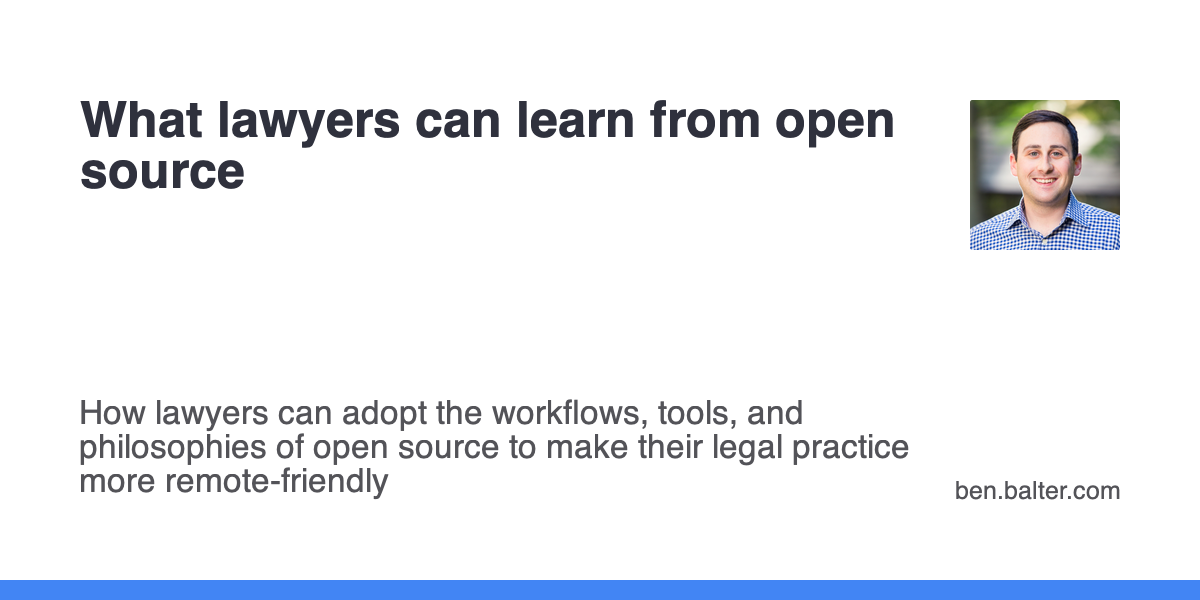 What lawyers can learn from open
source
How lawyers can adopt the workflows, tools, and
philosophies of open source to make their legal practice
more remote-friendly
ben.balter.com